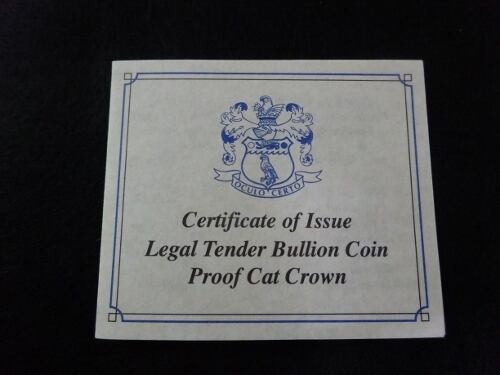 OCULO CERTO
Certificate of Issue
Legal Tender Bullion Coin
Proof Cat Crown